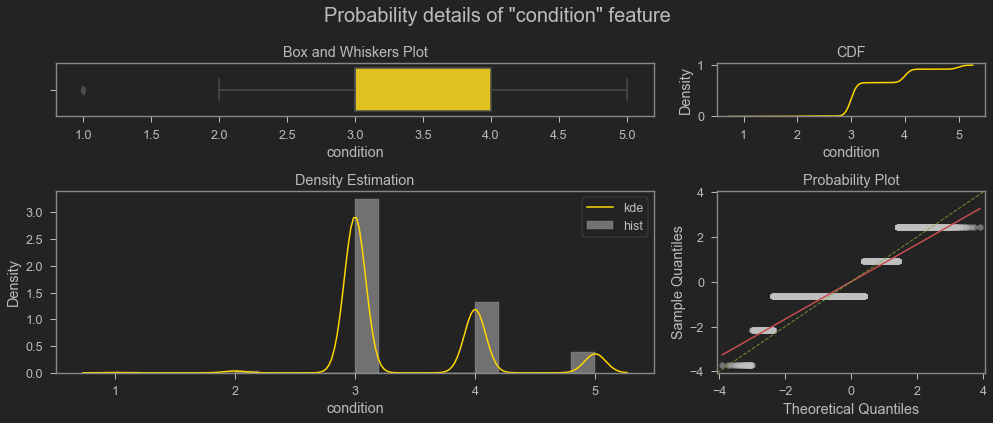 Probability details of "condition" feature
Box and Whiskers Plot
1.0 1.5 2.0 2.5 3.0 3.5 4.0 4.5 5.0
condition
CDF
Density
1
0
1 2 3 4 5
condition
Density Estimation
kde
hist
Density
3.0
2.5
2.0
1.5
1.0
0.5
0.0
1 2 3 4 5
condition
Probability Plot
Sample Quantiles
4
2
0
−2
−4
−4 −2 0 2 4
Theoretical Quantiles